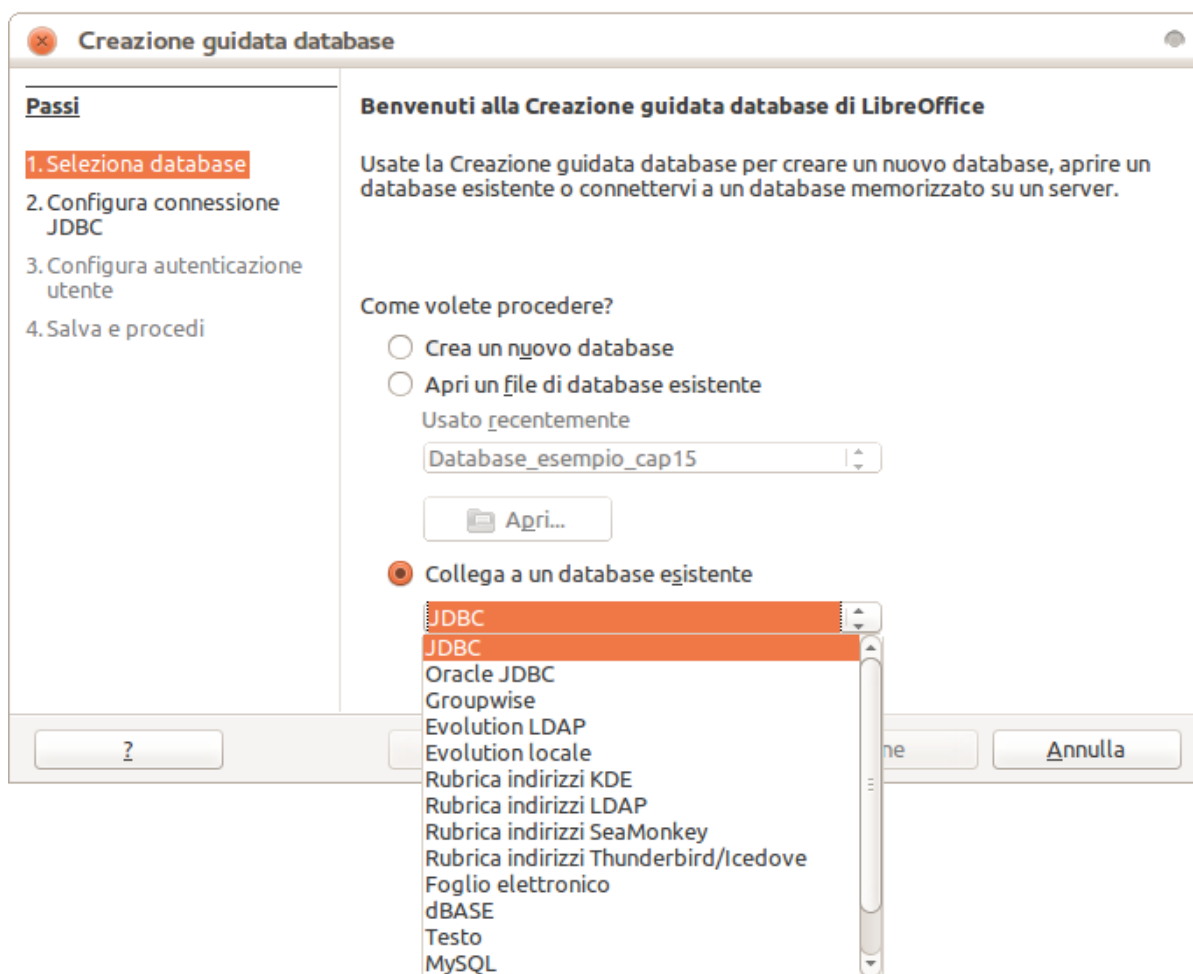 Creazione guidata database
Passi
1. Seleziona database
2. Configura connessione
JDBC
3. Configura autenticazione
utente
4. Salva e procedi
Benvenuti alla Creazione guidata database di LibreOffice
Usate la Creazione guidata database per creare un nuovo database, aprire un
database esistente o connettervi a un database memorizzato su un server.
Come volete procedere?
Crea un nuovo database
Apri un file di database esistente
Usato recentemente
Database_esempio_cap15
Apri...
Collega a un database esistente
JDBC
JDBC
Oracle JDBC
Groupwise
Evolution LDAP
Evolution locale
Rubrica indirizzi KDE
Rubrica indirizzi LDAP
Rubrica indirizzi SeaMonkey
Rubrica indirizzi Thunderbird/Icedove
Foglio elettronico
dBASE
Testo
MySQL
?
ne
Annulla